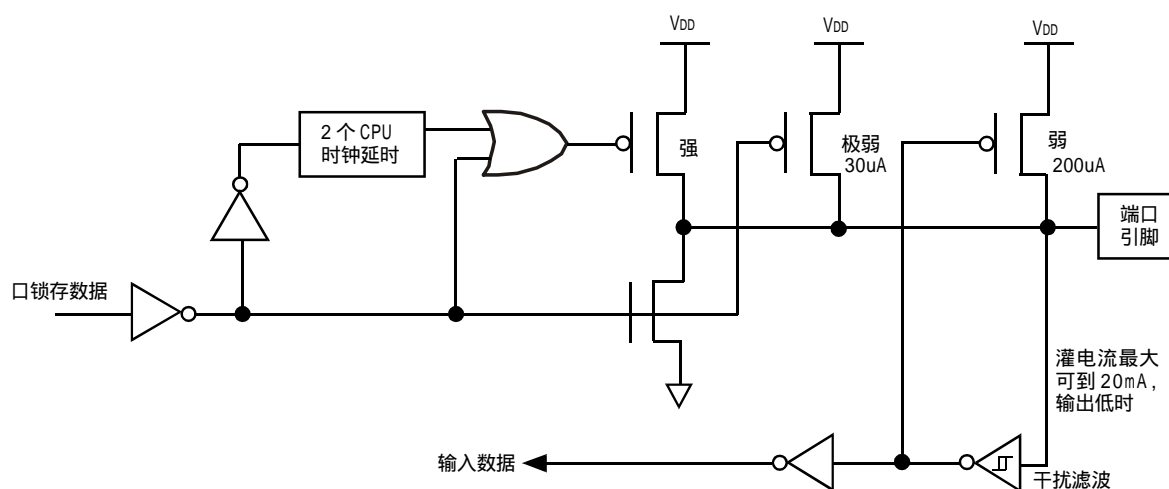 VDD
VDD
VDD
2 个 CPU
时钟延时
强
极弱
30uA
弱
200uA
端口
引脚
口锁存数据
灌电流最大
可到 20mA,
输出低时
输入数据
干扰滤波